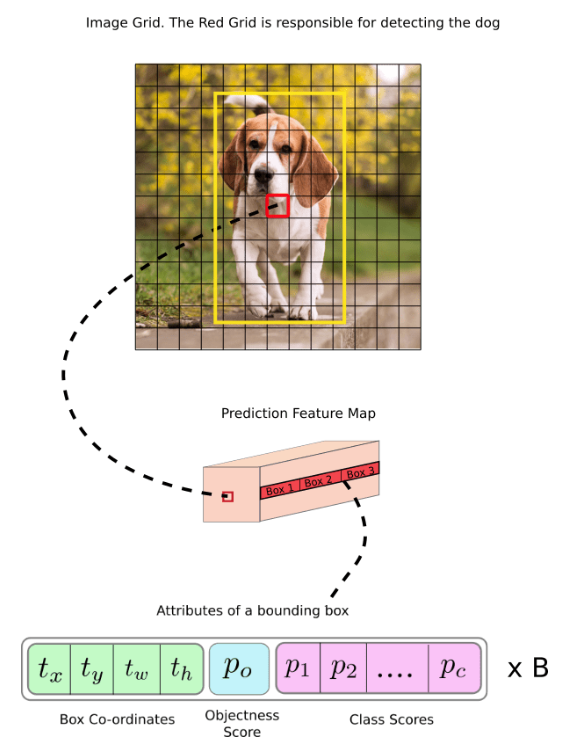 Image Grid. The Red Grid is responsible for detecting the dog
Prediction Feature Map
Box 1 Box 2 Box 3
Attributes of a bounding box
t_x t_y t_w t_h p_o p_1 p_2 .... p_c x B
Box Co-ordinates
Objectness
Score
Class Scores